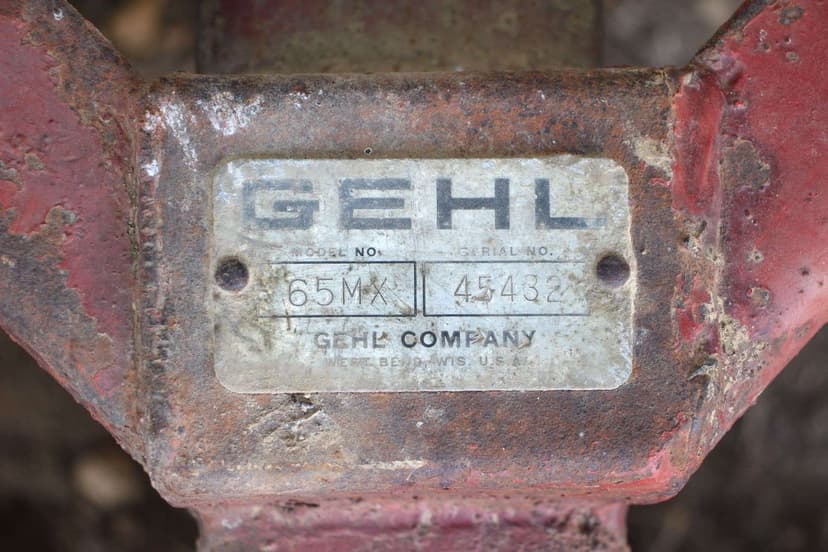 GEHL
MODEL NO. SERIAL NO.
65MX 45432
GEHL COMPANY
WEST BEND, WIS. U.S.A.